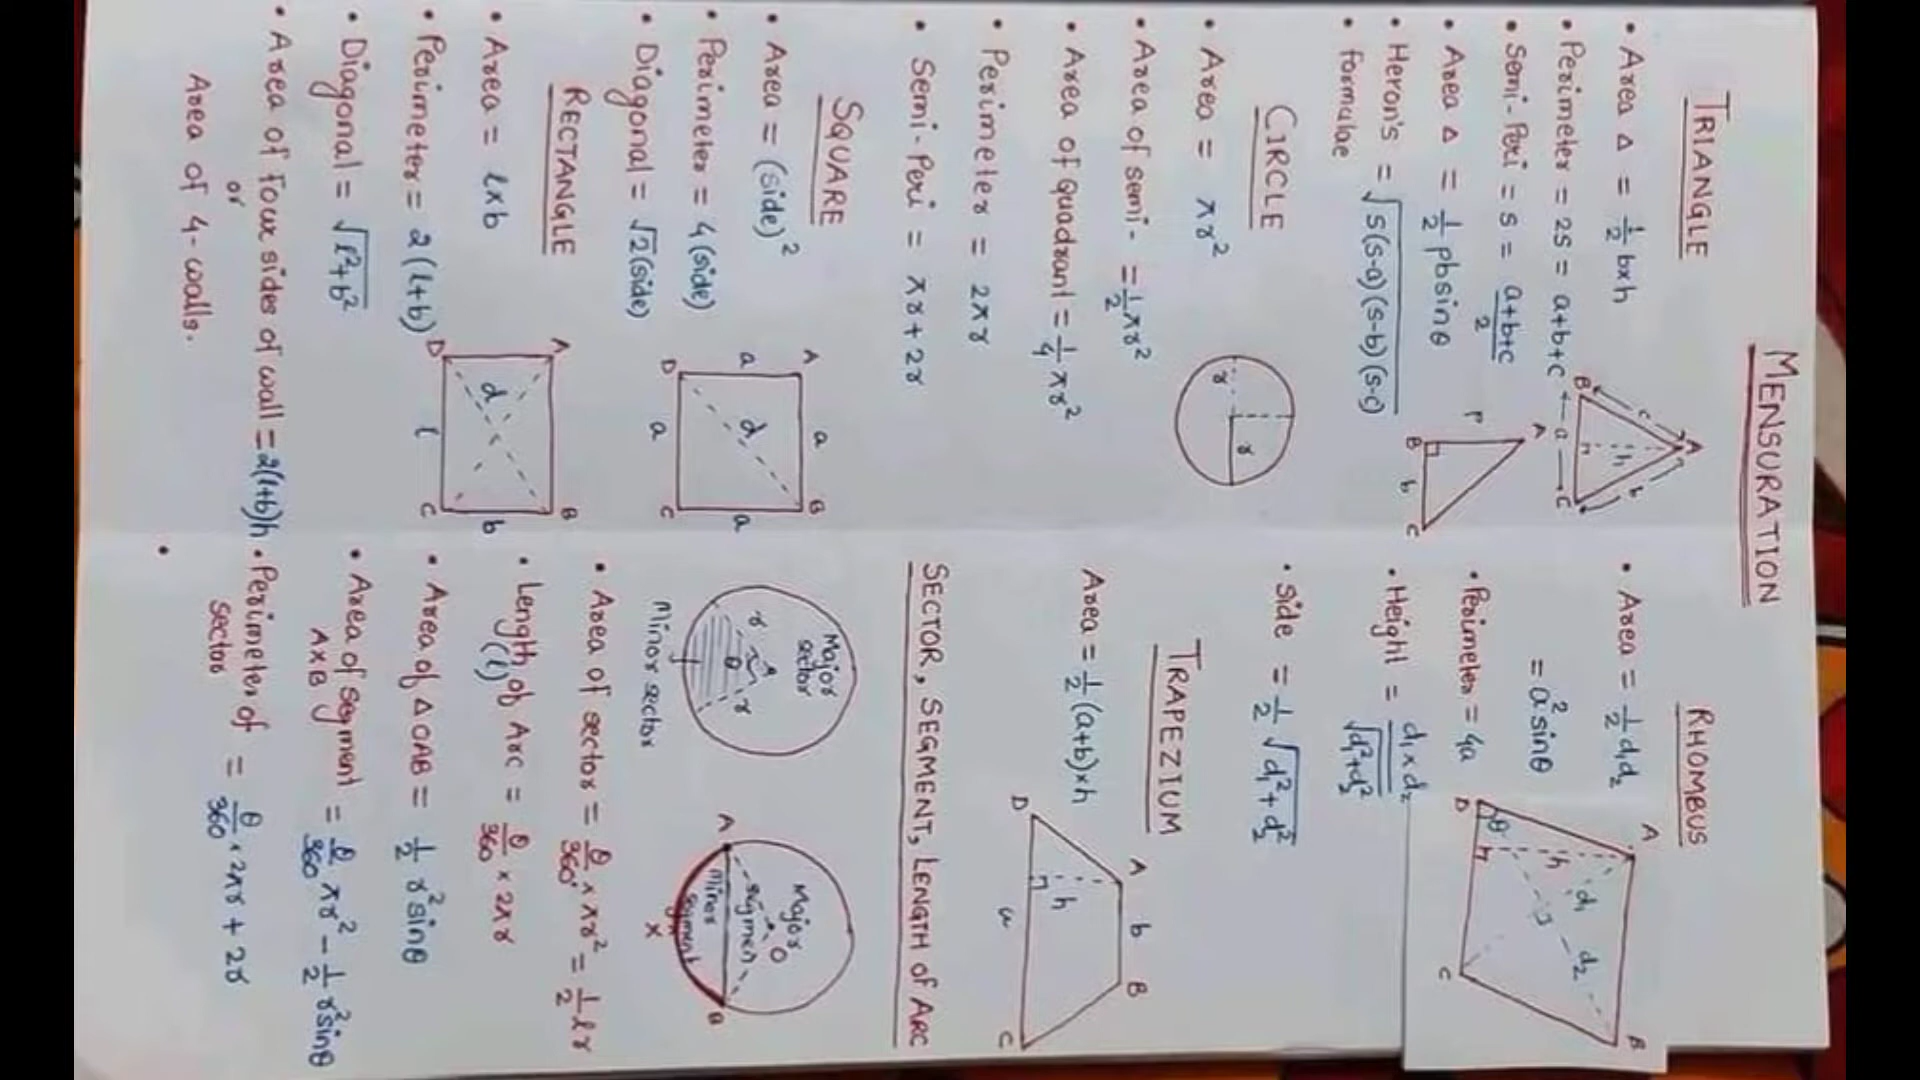 MENSURATION
TRIANGLE
• Area Δ = 1/2 b×h
• Perimeter = 2S = a+b+c
• Semi-Peri = s = a+b+c/2
• Area Δ = 1/2 pb sinθ
• Heron's = √s(s-a)(s-b)(s-c)
• formulae
A
c
b
h
B
a
C
A
P
B
b
C
CIRCLE
• Area = πr²
• Area of semi- = 1/2 πr²
• Area of quadrant = 1/4 πr²
• Perimeter = 2πr
• Semi-Peri = πr + 2r
r
r
SQUARE
• Area = (side)²
• Perimeter = 4(side)
• Diagonal = √2(side)
A
a
B
a
d
a
D
a
C
RECTANGLE
• Area = l×b
• Perimeter = 2(l+b)
• Diagonal = √l²+b²
• Area of four sides of wall = 2(l+b)h
or
Area of 4-walls.
A
B
d
b
D
l
C
RHOMBUS
• Area = 1/2 d₁d₂
= a² sinθ
• Perimeter = 4a
• Height = d₁×d₂/√d₁²+d₂²
• Side = 1/2 √d₁²+d₂²
A
B
d₁
d₂
h
θ
D
C
TRAPEZIUM
Area = 1/2 (a+b)×h
A
b
B
h
D
a
C
SECTOR, SEGMENT, LENGTH of ARC
Major
sector
r
θ
r
Minor sector
Major
O
segmen
A
B
Minor
segment
X
• Area of sector = θ/360° × πr² = 1/2 lr
• Length of Arc = θ/360 × 2πr
(l)
• Area of ΔOAB = 1/2 r² sinθ
• Area of segment = θ/360 πr² - 1/2 r² sinθ
AXB
• Perimeter of = θ/360 × 2πr + 2r
sector
•